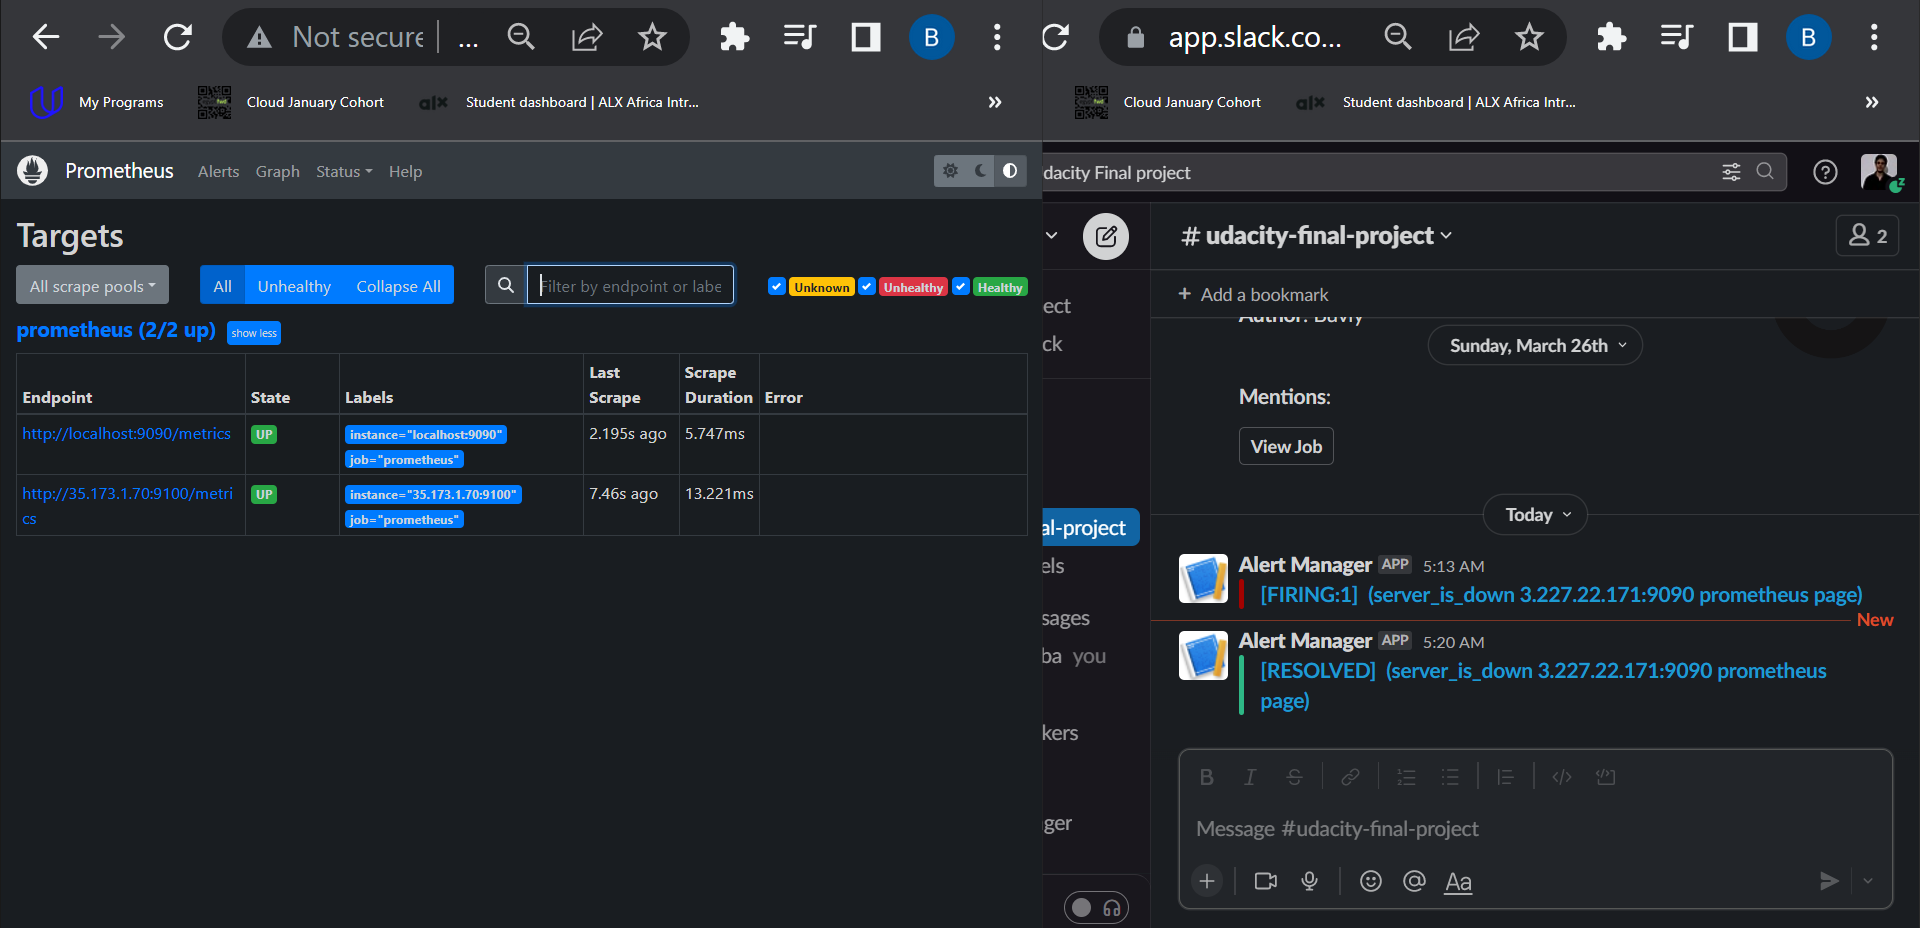 Not secure
...
B
My Programs
Cloud January Cohort
alx
Student dashboard | ALX Africa Intr...
»
Prometheus
Alerts
Graph
Status
Help
Targets
All scrape pools
All
Unhealthy
Collapse All
Filter by endpoint or labe
Unknown
Unhealthy
Healthy
prometheus (2/2 up)
show less
Endpoint
State
Labels
Last Scrape
Scrape Duration
Error
http://localhost:9090/metrics
UP
instance="localhost:9090"
job="prometheus"
2.195s ago
5.747ms
http://35.173.1.70:9100/metri
cs
UP
instance="35.173.1.70:9100"
job="prometheus"
7.46s ago
13.221ms
app.slack.co...
B
Cloud January Cohort
alx
Student dashboard | ALX Africa Intr...
»
dacity Final project
z
ect
ck
al-project
els
sages
ba you
kers
ger
# udacity-final-project
2
+ Add a bookmark
Author: Bavly
Sunday, March 26th
Mentions:
View Job
Today
Alert Manager APP 5:13 AM
[FIRING:1] (server_is_down 3.227.22.171:9090 prometheus page)
New
Alert Manager APP 5:20 AM
[RESOLVED] (server_is_down 3.227.22.171:9090 prometheus
page)
B I S
Message #udacity-final-project
+ @ Aa